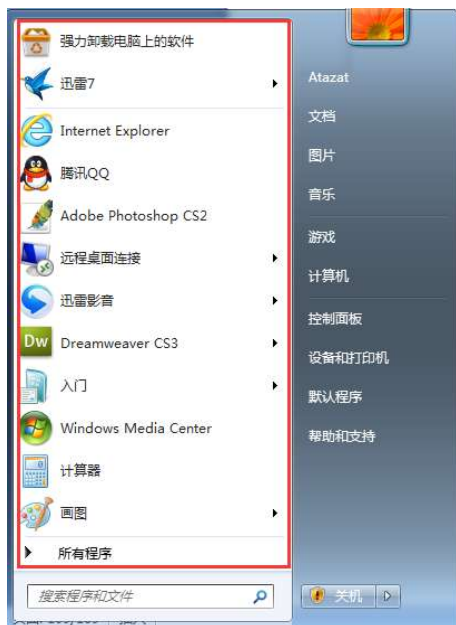 强力卸载电脑上的软件
迅雷7
Internet Explorer
腾讯QQ
Adobe Photoshop CS2
远程桌面连接
迅雷影音
Dw Dreamweaver CS3
入门
Windows Media Center
计算器
画图
所有程序
搜索程序和文件
Atazat
文档
图片
音乐
游戏
计算机
控制面板
设备和打印机
默认程序
帮助和支持
关机